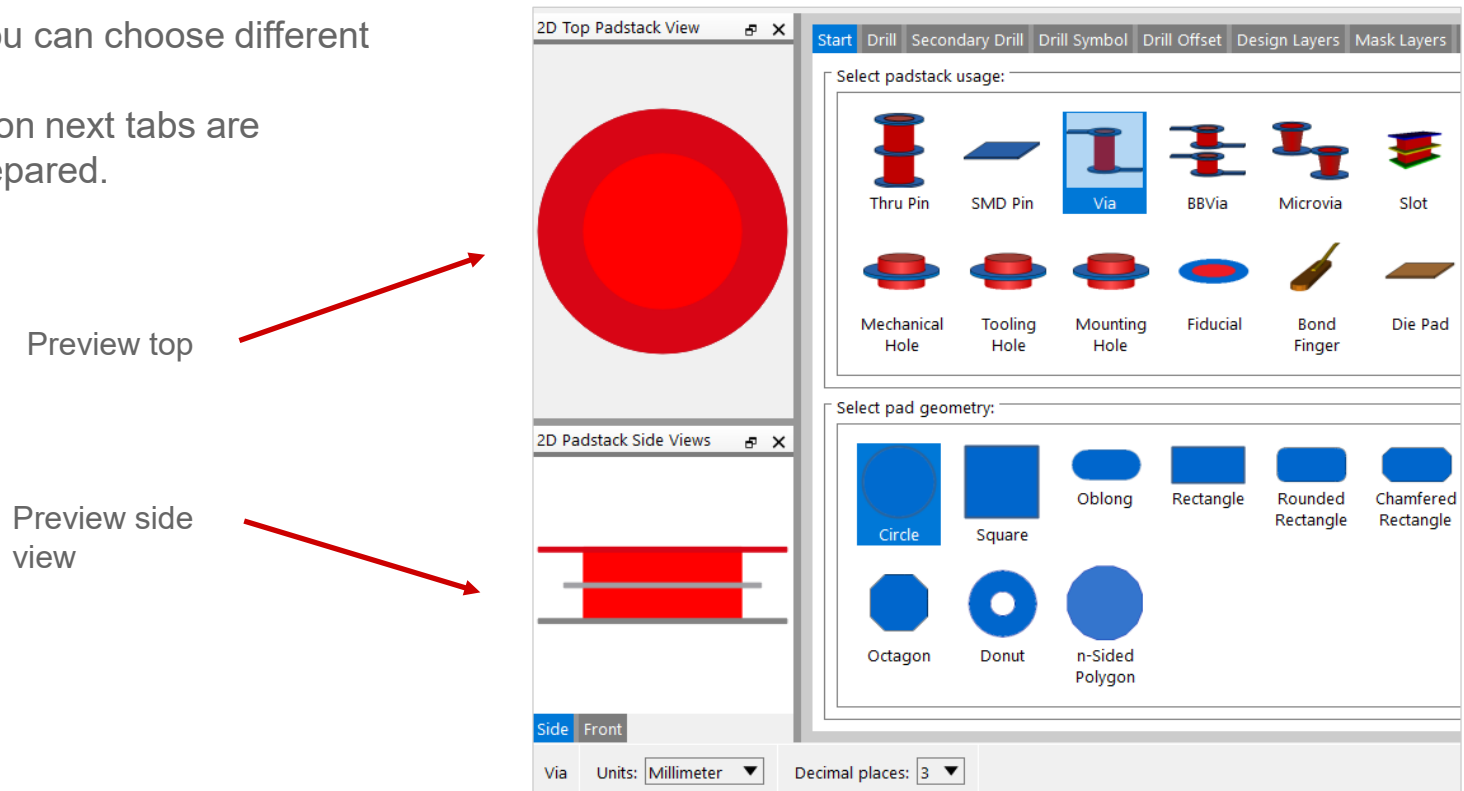 ou can choose different
on next tabs are
epared.
Preview top
Preview side
view
2D Top Padstack View
2D Padstack Side Views
Side Front
Start Drill Secondary Drill Drill Symbol Drill Offset Design Layers Mask Layers
Select padstack usage:
Thru Pin SMD Pin Via BBVia Microvia Slot
Mechanical Tooling Mounting Fiducial Bond Die Pad
Hole Hole Hole Finger
Select pad geometry:
Oblong Rectangle Rounded Chamfered
Circle Square Rectangle Rectangle
Octagon Donut n-Sided
Polygon
Via Units: Millimeter Decimal places: 3